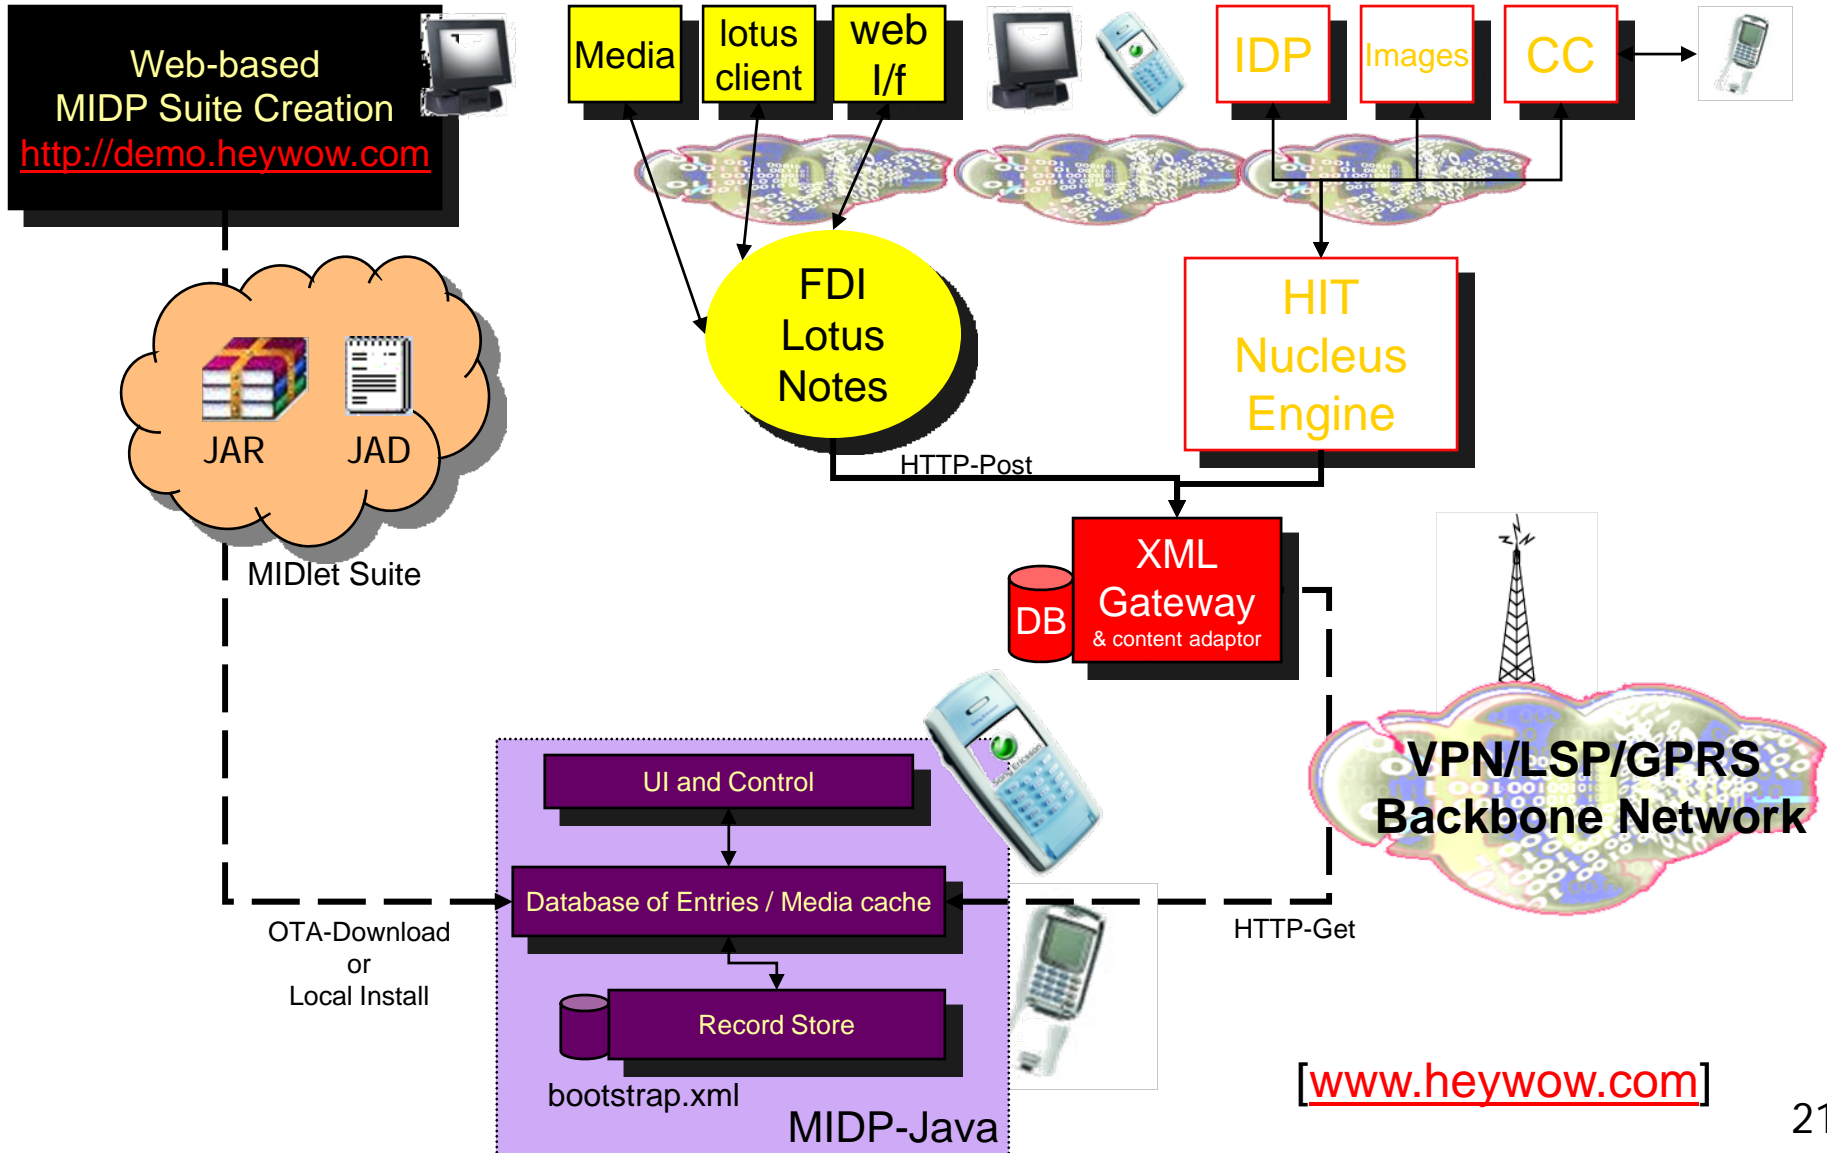 Web-based
MIDP Suite Creation
http://demo.heywow.com
Media
lotus
client
web
I/f
IDP
Images
CC
JAR
JAD
MIDlet Suite
FDI
Lotus
Notes
HIT
Nucleus
Engine
HTTP-Post
XML
Gateway
& content adaptor
DB
VPN/LSP/GPRS
Backbone Network
UI and Control
Database of Entries / Media cache
Record Store
bootstrap.xml
MIDP-Java
OTA-Download
or
Local Install
HTTP-Get
Sony Ericsson
[www.heywow.com]
21